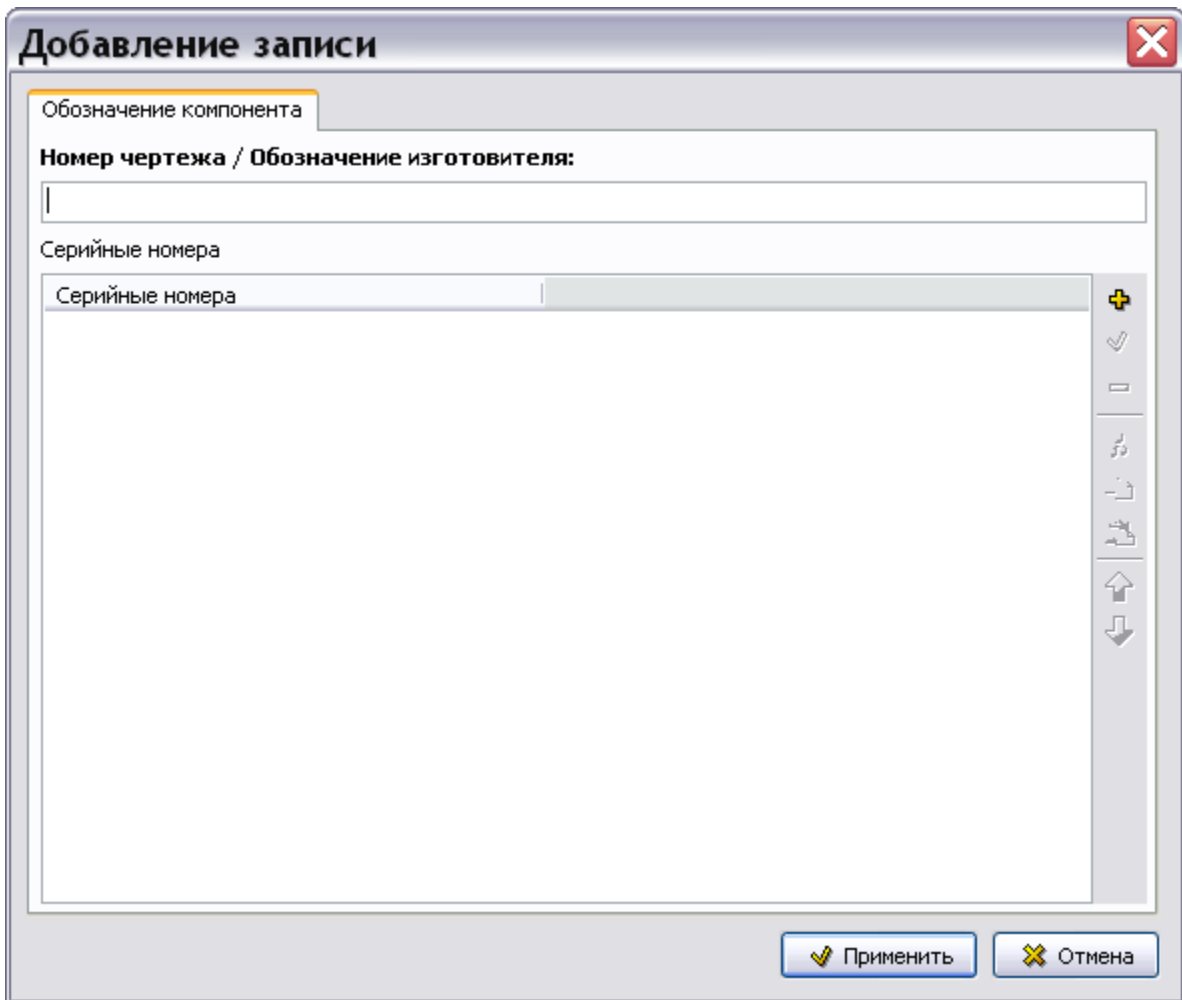 Добавление записи
Обозначение компонента
Номер чертежа / Обозначение изготовителя:
Серийные номера
Серийные номера
Применить
Отмена